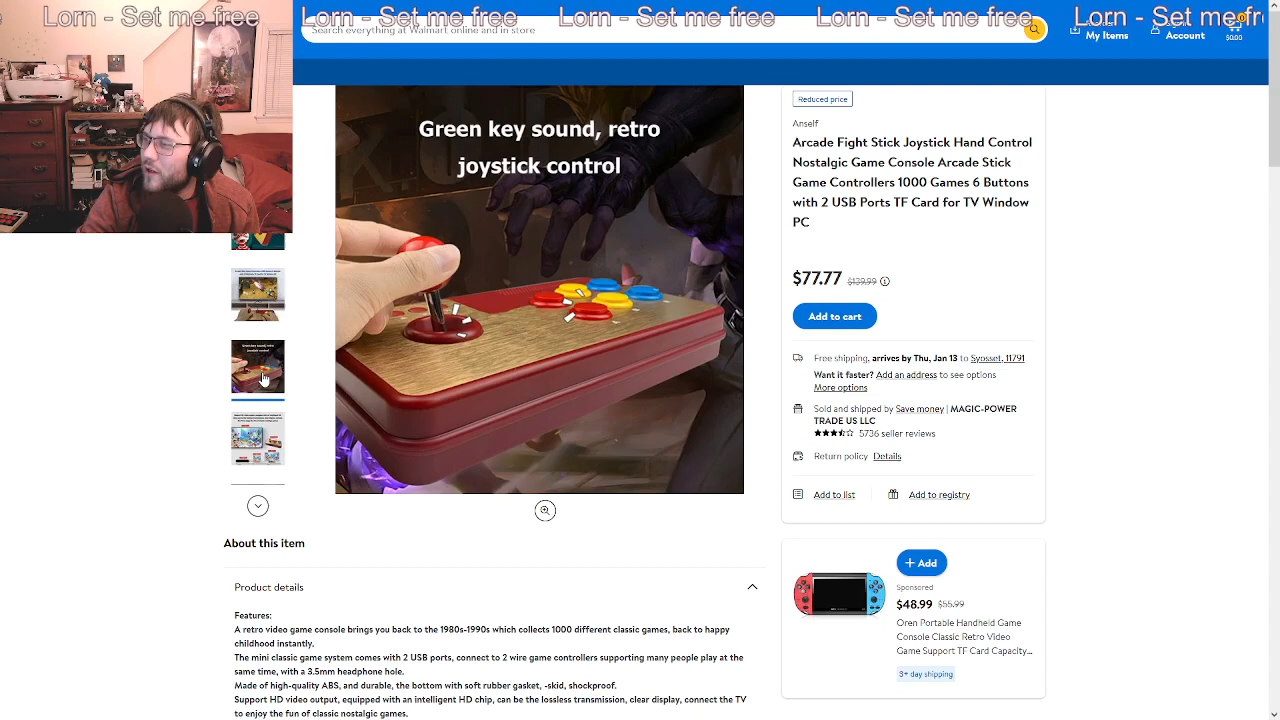 Lorn - Set me free Lorn - Set me free Lorn - Set me free Lorn - Set me free Lorn - Set me fr
Search everything at Walmart online and in store
My Items
Account
0
$0.00
Green key sound, retro
joystick control
Reduced price
Anself
Arcade Fight Stick Joystick Hand Control
Nostalgic Game Console Arcade Stick
Game Controllers 1000 Games 6 Buttons
with 2 USB Ports TF Card for TV Window
PC
$77.77 $139.99
Add to cart
Free shipping, arrives by Thu, Jan 13 to Syosset, 11791
Want it faster? Add an address to see options
More options
Sold and shipped by Save money MAGIC-POWER
TRADE US LLC
5736 seller reviews
Return policy Details
Add to list
Add to registry
About this item
Product details
Features:
A retro video game console brings you back to the 1980s-1990s which collects 1000 different classic games, back to happy
childhood instantly.
The mini classic game system comes with 2 USB ports, connect to 2 wire game controllers supporting many people play at the
same time, with a 3.5mm headphone hole.
Made of high-quality ABS, and durable, the bottom with soft rubber gasket, -skid, shockproof.
Support HD video output, equipped with an intelligent HD chip, can be the lossless transmission, clear display, connect the TV
to enjoy the fun of classic nostalgic games.
+ Add
Sponsored
$48.99 $55.99
Oren Portable Handheld Game
Console Classic Retro Video
Game Support TF Card Capacity...
3+ day shipping